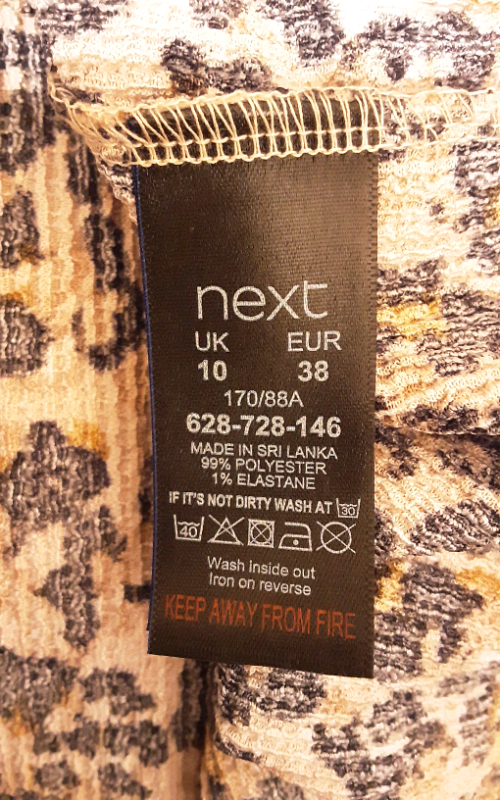 next
UK EUR
10 38
170/88A
628-728-146
MADE IN SRI LANKA
99% POLYESTER
1% ELASTANE
IF IT'S NOT DIRTY WASH AT 30
40
Wash inside out
Iron on reverse
KEEP AWAY FROM FIRE